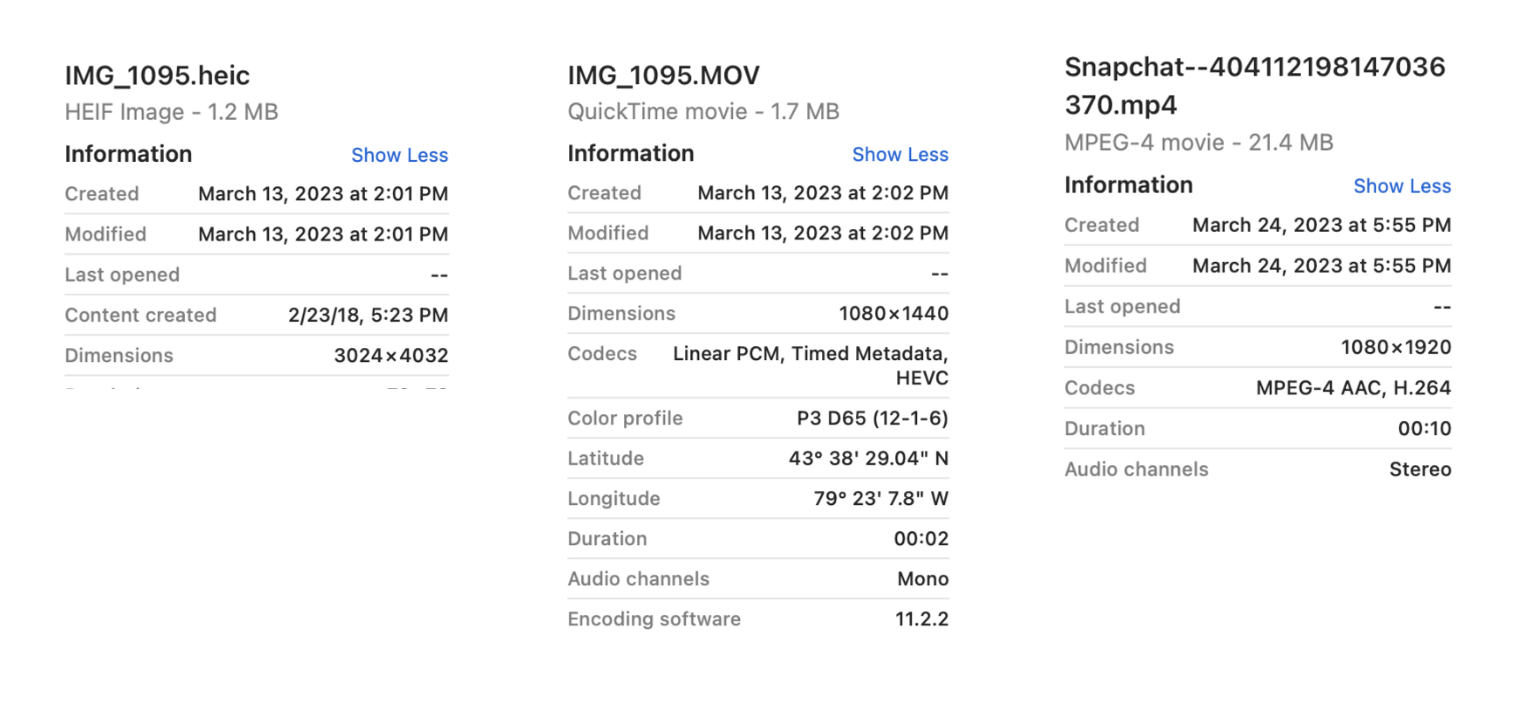 IMG_1095.heic
HEIF Image - 1.2 MB
Information Show Less
Created March 13, 2023 at 2:01 PM
Modified March 13, 2023 at 2:01 PM
Last opened --
Content created 2/23/18, 5:23 PM
Dimensions 3024×4032
IMG_1095.MOV
QuickTime movie - 1.7 MB
Information Show Less
Created March 13, 2023 at 2:02 PM
Modified March 13, 2023 at 2:02 PM
Last opened --
Dimensions 1080×1440
Codecs Linear PCM, Timed Metadata,
HEVC
Color profile P3 D65 (12-1-6)
Latitude 43° 38' 29.04" N
Longitude 79° 23' 7.8" W
Duration 00:02
Audio channels Mono
Encoding software 11.2.2
Snapchat--404112198147036
370.mp4
MPEG-4 movie - 21.4 MB
Information Show Less
Created March 24, 2023 at 5:55 PM
Modified March 24, 2023 at 5:55 PM
Last opened --
Dimensions 1080×1920
Codecs MPEG-4 AAC, H.264
Duration 00:10
Audio channels Stereo